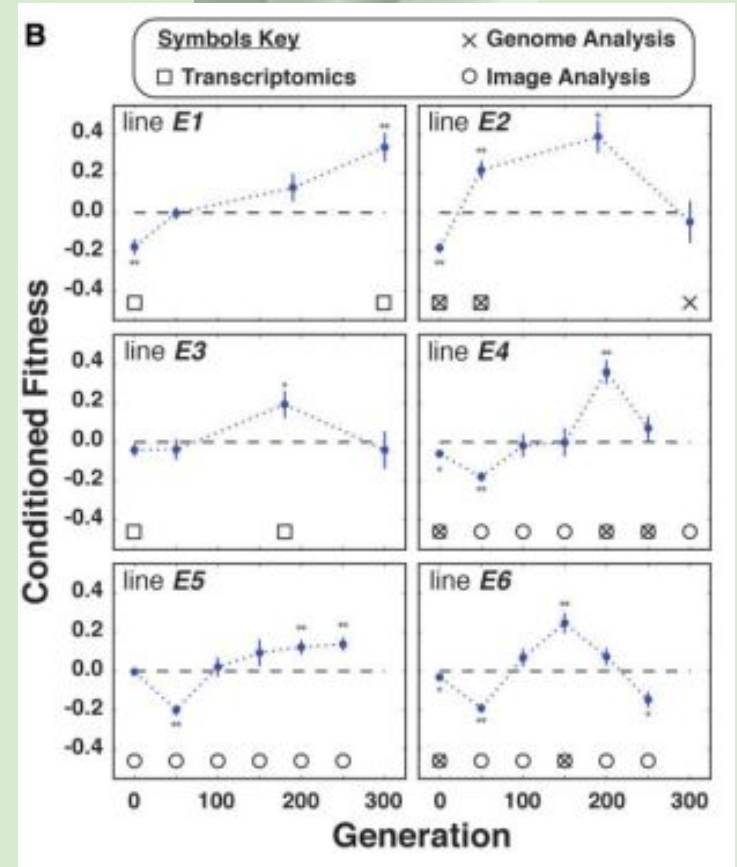 B
Symbols Key
× Genome Analysis
□ Transcriptomics
○ Image Analysis
Conditioned Fitness
line E1
0.4
0.2
0.0
-0.2
-0.4
**
**
line E2
**
**
*
line E3
0.4
0.2
0.0
-0.2
-0.4
*
line E4
*
**
**
line E5
0.4
0.2
0.0
-0.2
-0.4
**
**
**
line E6
*
**
**
*
0 100 200 300
0 100 200 300
Generation